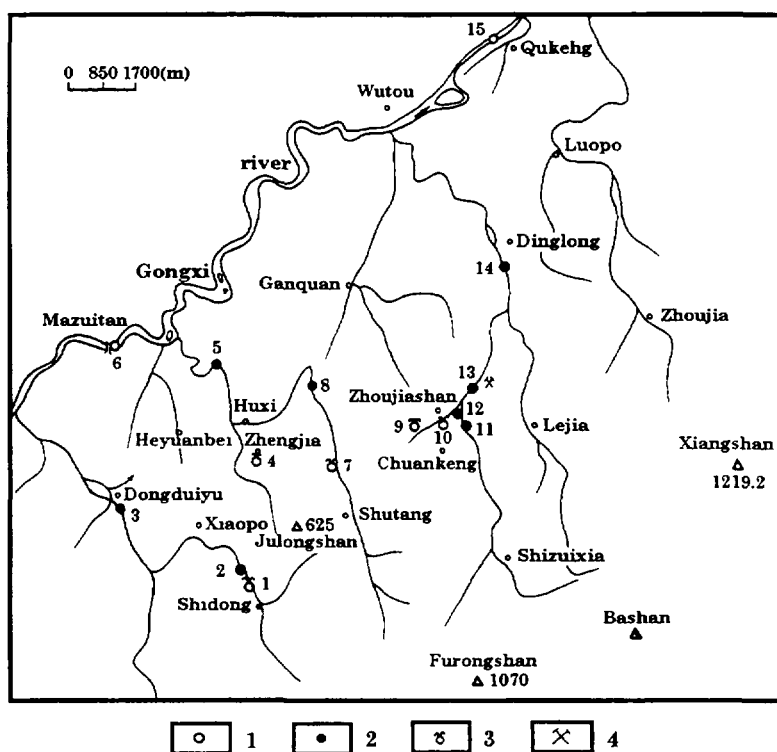 15
Qukehg
0 850 1700(m)
Wutou
Luopo
river
Dinglong
14
Gongxi
Ganquan
Mazuitan
Zhoujia
6
5
8
13
Zhoujiashan
12
Huxi
9
10
11
Lejia
Heyuanbei
Zhengjia
4
7
Chuankeng
Xiangshan
1219.2
Dongduiyu
3
Xiaopo
625
Julongshan
Shutang
2
1
Shizuixia
Shidong
Bashan
Furongshan
1070
1
2
3
4